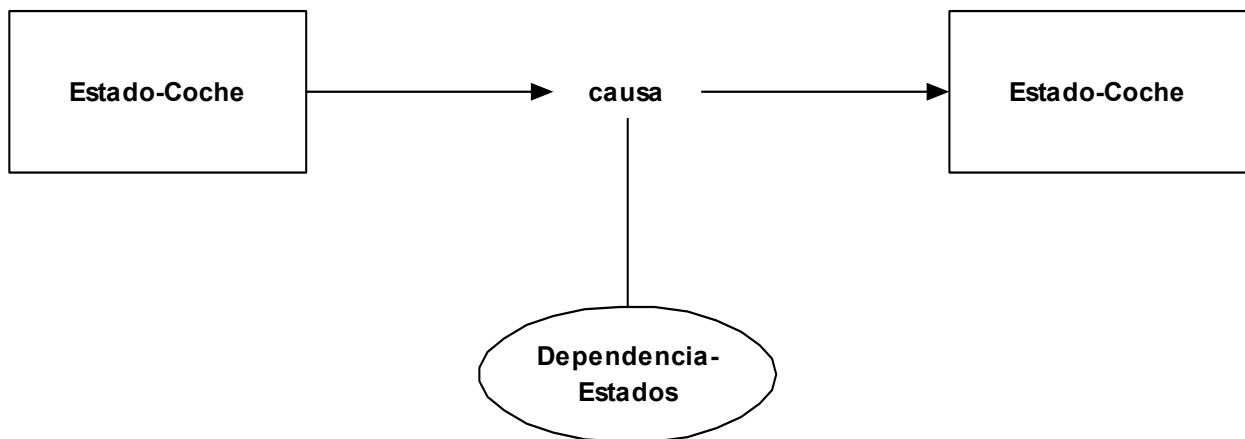 Estado-Coche
causa
Estado-Coche
Dependencia-
Estados